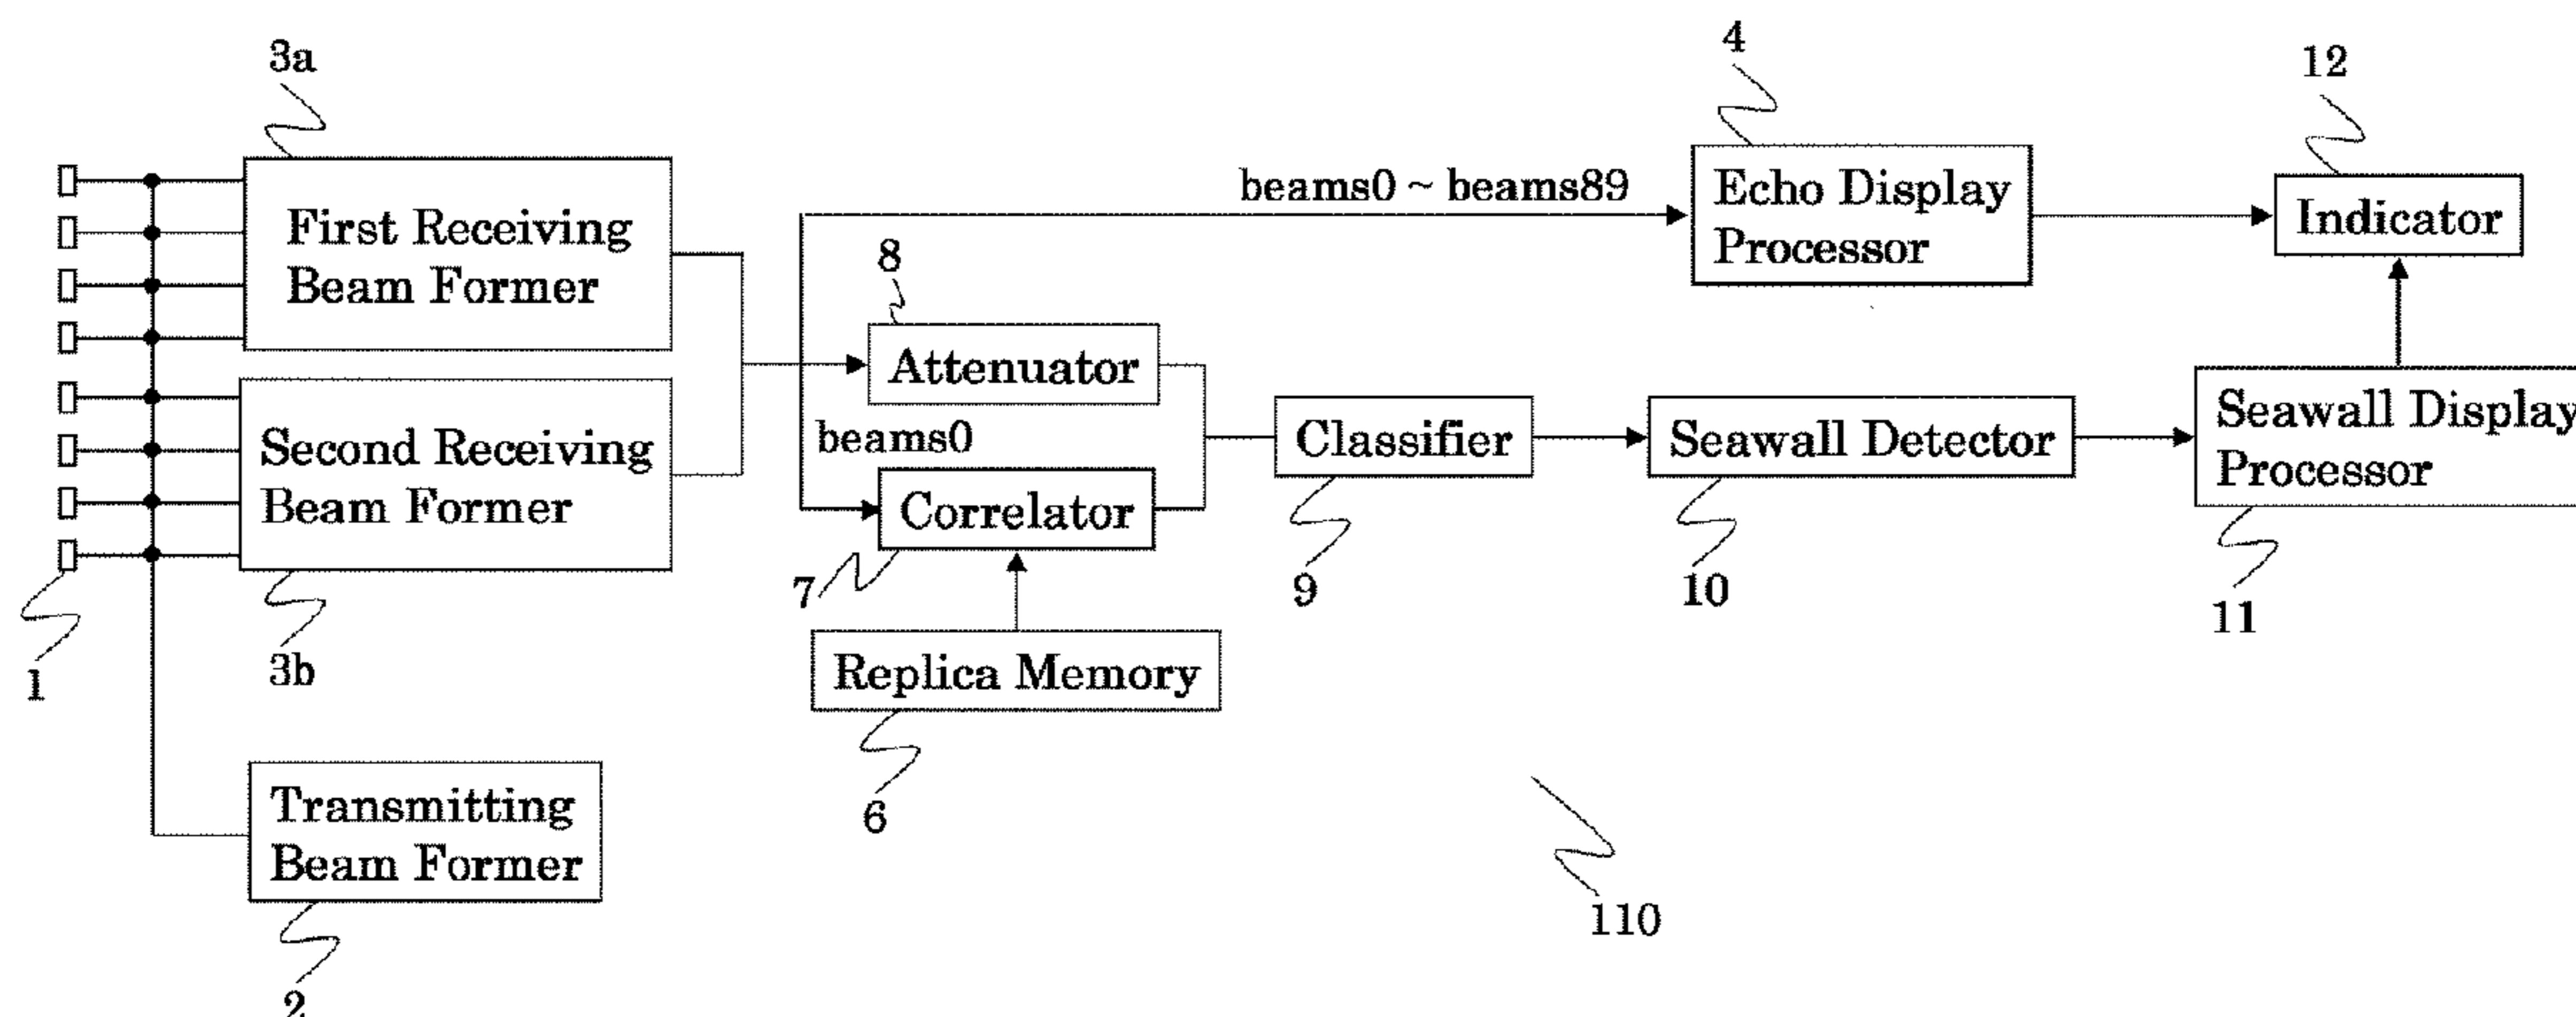 3a
4
12
beams0 ~ beams89
Echo Display
Processor
Indicator
First Receiving
Beam Former
8
Attenuator
beams0
Second Receiving
Beam Former
Classifier
Seawall Detector
Seawall Display
Processor
Correlator
7
9
10
11
1
3b
Replica Memory
6
Transmitting
Beam Former
110
2